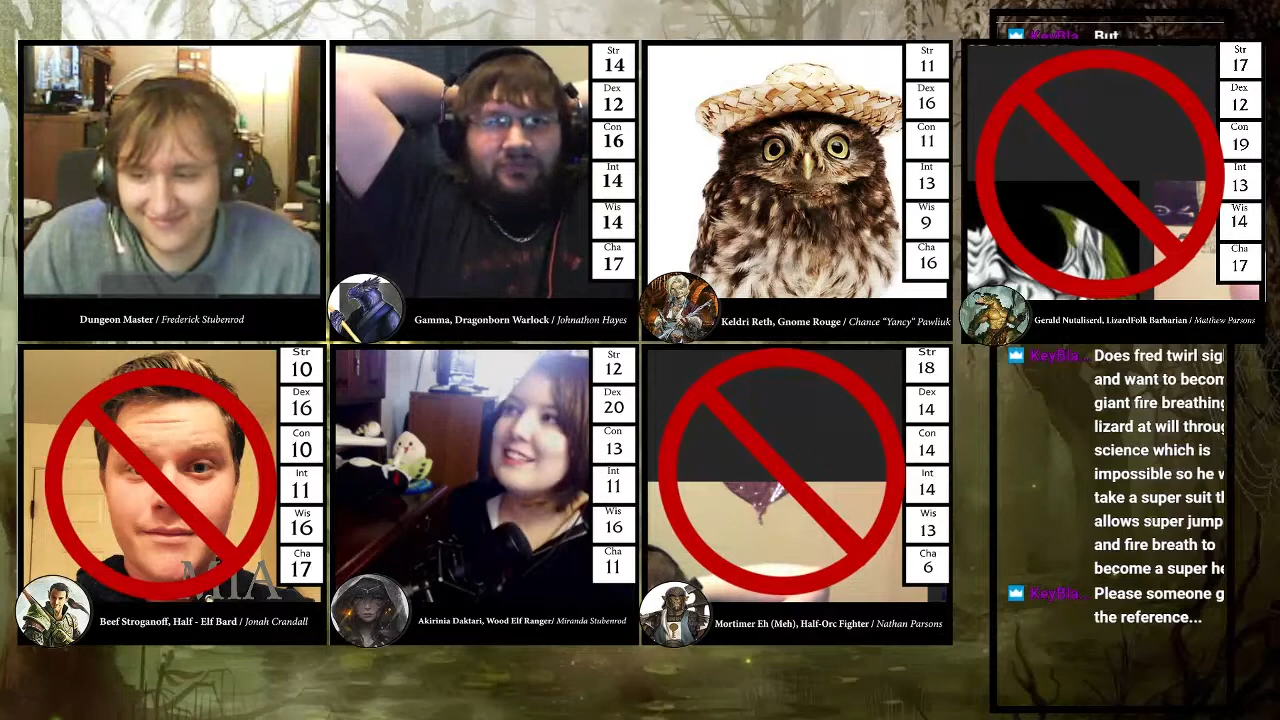 Str
14
Dex
12
Con
16
Int
14
Wis
14
Cha
17
Str
11
Dex
16
Con
11
Int
13
Wis
9
Cha
16
Str
17
Dex
12
Con
19
Int
13
Wis
14
Cha
17
Dungeon Master / Frederick Stubenrod
Gamma, Dragonborn Warlock / Johnathon Hayes
Keldri Reth, Gnome Rouge / Chance "Yancy" Pawliuk
Gerald Nutaliserd, LizardFolk Barbarian / Matthew Parsons
Str
10
Dex
16
Con
10
Int
11
Wis
16
Cha
17
MIA
Str
12
Dex
20
Con
13
Int
11
Wis
16
Cha
11
Str
18
Dex
14
Con
14
Int
14
Wis
13
Cha
6
Beef Stroganoff, Half - Elf Bard / Jonah Crandall
Akirinia Daktari, Wood Elf Ranger/ Miranda Stubenrod
Mortimer Eh (Meh), Half-Orc Fighter / Nathan Parsons
KeyBla... But
KeyBla... Does fred twirl sig
and want to becom
giant fire breathing
lizard at will throug
science which is
impossible so he w
take a super suit th
allows super jump
and fire breath to
become a super he
KeyBla... Please someone g
the reference...